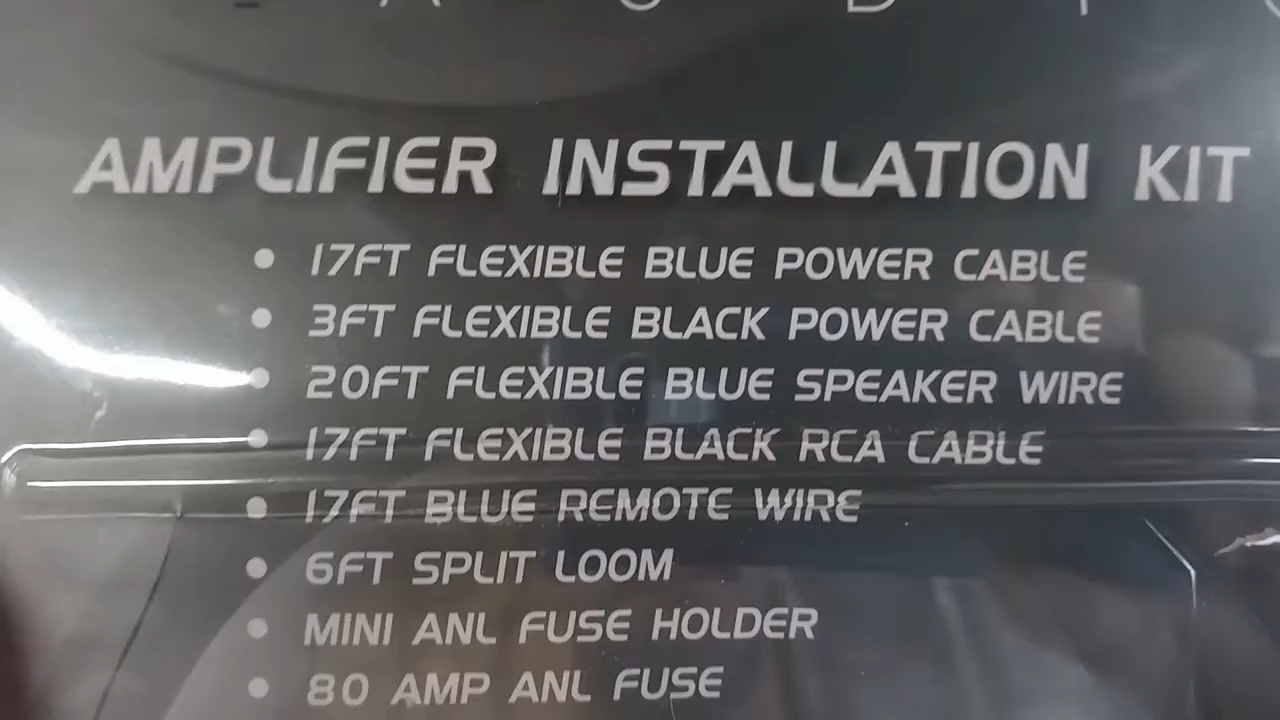 AMPLIFIER INSTALLATION KIT
• 17FT FLEXIBLE BLUE POWER CABLE
• 3FT FLEXIBLE BLACK POWER CABLE
• 20FT FLEXIBLE BLUE SPEAKER WIRE
• 17FT FLEXIBLE BLACK RCA CABLE
• 17FT BLUE REMOTE WIRE
• 6FT SPLIT LOOM
• MINI ANL FUSE HOLDER
• 80 AMP ANL FUSE